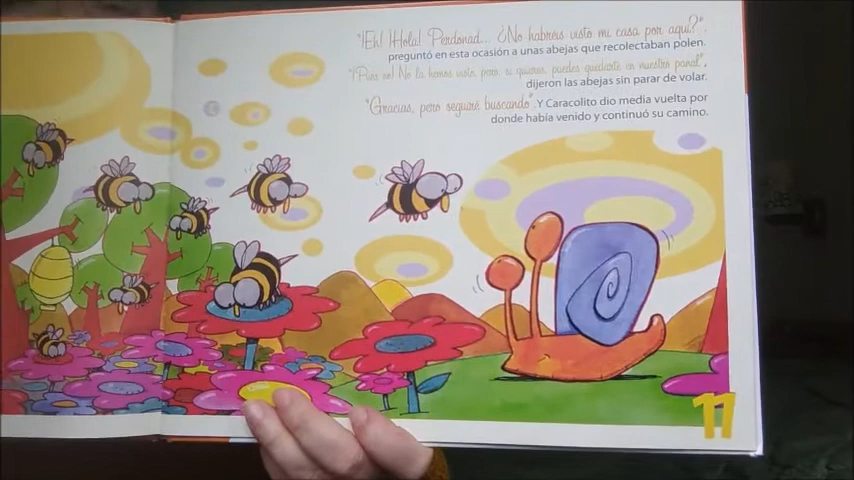 "¡Eh! ¡Hola! Perdonad... ¿No habréis visto mi casa por aquí?",
preguntó en esta ocasión a unas abejas que recolectaban polen.
"¡Pues no! No la hemos visto, pero, si quieres, puedes quedarte en nuestro panal",
dijeron las abejas sin parar de volar.
"Gracias, pero seguiré buscando". Y Caracolito dio media vuelta por
donde había venido y continuó su camino.
11